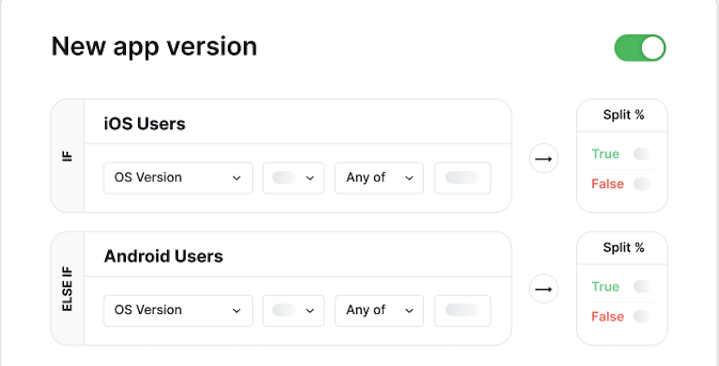 New app version
IF
iOS Users
OS Version
Any of
Split %
True
False
ELSE IF
Android Users
OS Version
Any of
Split %
True
False